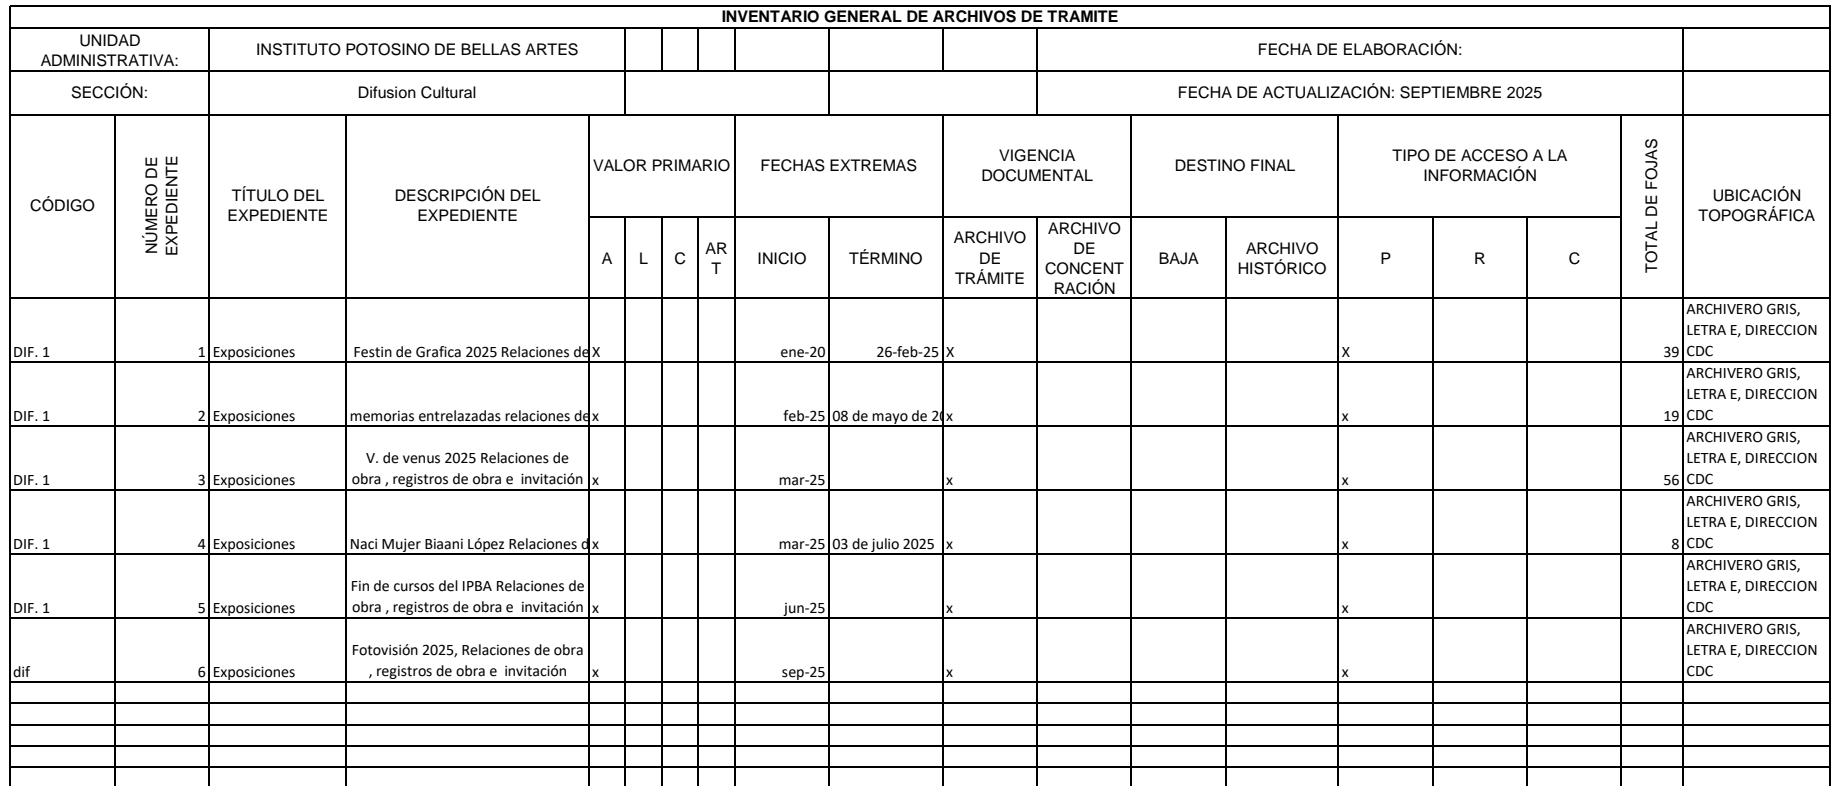 INVENTARIO GENERAL DE ARCHIVOS DE TRAMITE
UNIDAD
ADMINISTRATIVA:
INSTITUTO POTOSINO DE BELLAS ARTES
FECHA DE ELABORACIÓN:
SECCIÓN:
Difusion Cultural
FECHA DE ACTUALIZACIÓN: SEPTIEMBRE 2025
CÓDIGO
NÚMERO DE
EXPEDIENTE
TÍTULO DEL
EXPEDIENTE
DESCRIPCIÓN DEL
EXPEDIENTE
VALOR PRIMARIO
A
L
C
AR
T
FECHAS EXTREMAS
INICIO
TÉRMINO
VIGENCIA
DOCUMENTAL
ARCHIVO
DE
TRÁMITE
ARCHIVO
DE
CONCENT
RACIÓN
DESTINO FINAL
BAJA
ARCHIVO
HISTÓRICO
TIPO DE ACCESO A LA
INFORMACIÓN
P
R
C
TOTAL DE FOJAS
UBICACIÓN
TOPOGRÁFICA
DIF. 1
1
Exposiciones
Festin de Grafica 2025 Relaciones de
X
ene-20
26-feb-25
X
X
39
ARCHIVERO GRIS,
LETRA E, DIRECCION
CDC
DIF. 1
2
Exposiciones
memorias entrelazadas relaciones de
x
feb-25
08 de mayo de 20
x
x
19
ARCHIVERO GRIS,
LETRA E, DIRECCION
CDC
DIF. 1
3
Exposiciones
V. de venus 2025 Relaciones de
obra , registros de obra e invitación
x
mar-25
x
x
56
ARCHIVERO GRIS,
LETRA E, DIRECCION
CDC
DIF. 1
4
Exposiciones
Naci Mujer Biaani López Relaciones d
x
mar-25
03 de julio 2025
x
x
8
ARCHIVERO GRIS,
LETRA E, DIRECCION
CDC
DIF. 1
5
Exposiciones
Fin de cursos del IPBA Relaciones de
obra , registros de obra e invitación
x
jun-25
x
x
ARCHIVERO GRIS,
LETRA E, DIRECCION
CDC
dif
6
Exposiciones
Fotovisión 2025, Relaciones de obra
, registros de obra e invitación
x
sep-25
x
x
ARCHIVERO GRIS,
LETRA E, DIRECCION
CDC